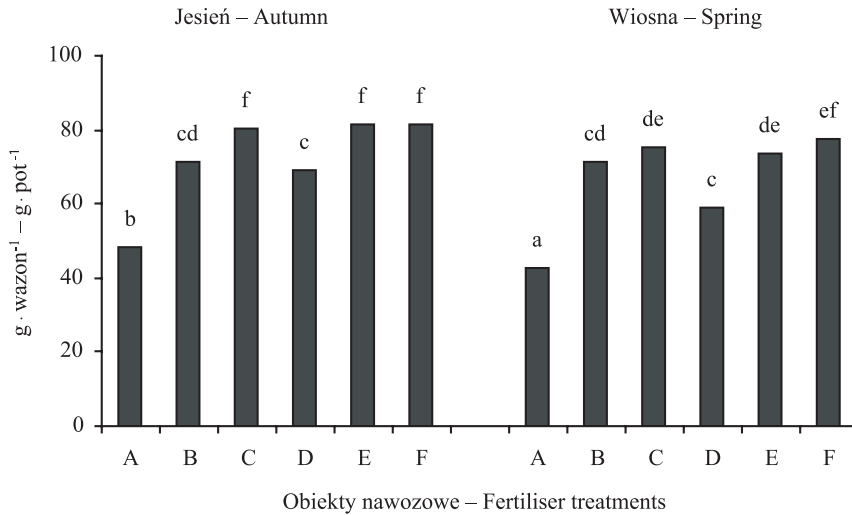 Jesień – Autumn
Wiosna – Spring
g · wazon⁻¹ – g · pot⁻¹
100
80
60
40
20
0
b
cd
f
c
f
f
a
cd
de
c
de
ef
A B C D E F
A B C D E F
Obiekty nawozowe – Fertiliser treatments